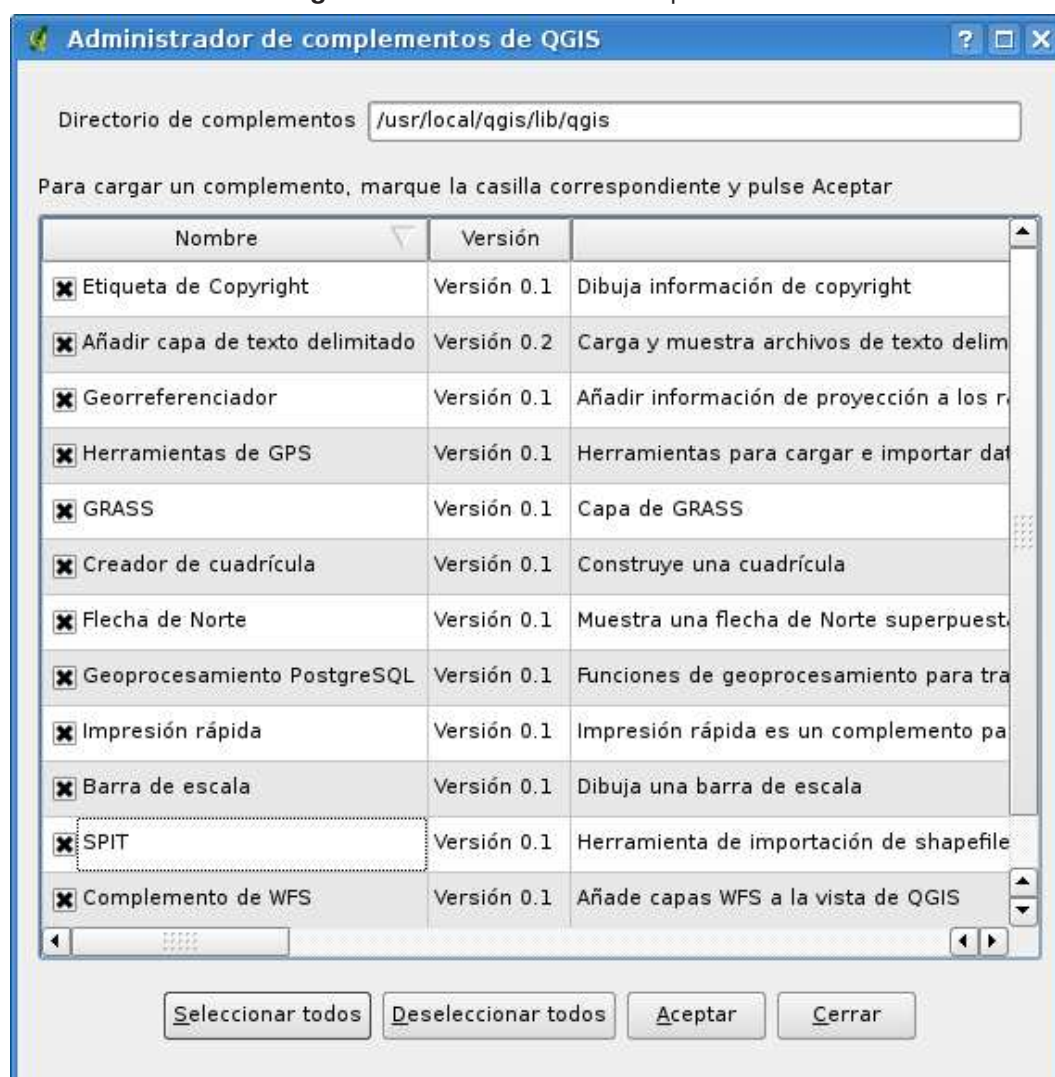 Administrador de complementos de QGIS
Directorio de complementos /usr/local/qgis/lib/qgis
Para cargar un complemento, marque la casilla correspondiente y pulse Aceptar
Nombre Versión
Etiqueta de Copyright Versión 0.1 Dibuja información de copyright
Añadir capa de texto delimitado Versión 0.2 Carga y muestra archivos de texto delim
Georreferenciador Versión 0.1 Añadir información de proyección a los
Herramientas de GPS Versión 0.1 Herramientas para cargar e importar dat
GRASS Versión 0.1 Capa de GRASS
Creador de cuadrícula Versión 0.1 Construye una cuadrícula
Flecha de Norte Versión 0.1 Muestra una flecha de Norte superpuest
Geoprocesamiento PostgreSQL Versión 0.1 Funciones de geoprocesamiento para tra
Impresión rápida Versión 0.1 Impresión rápida es un complemento pa
Barra de escala Versión 0.1 Dibuja una barra de escala
SPIT Versión 0.1 Herramienta de importación de shapefile
Complemento de WFS Versión 0.1 Añade capas WFS a la vista de QGIS
Seleccionar todos Deseleccionar todos Aceptar Cerrar